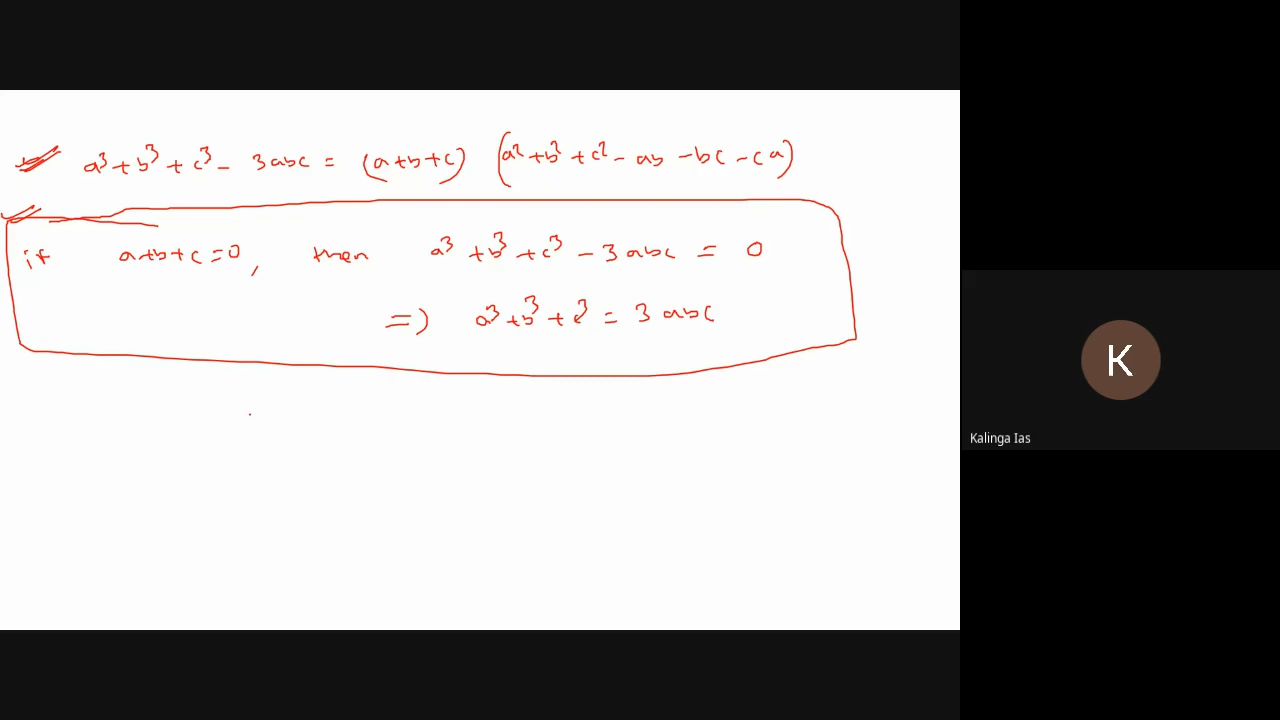 a³ + b³ + c³ - 3abc = (a+b+c) (a² + b² + c² - ab - bc - ca)
if a+b+c=0, then a³ + b³ + c³ - 3abc = 0
=) a³ + b³ + c³ = 3abc
K
Kalinga Ias